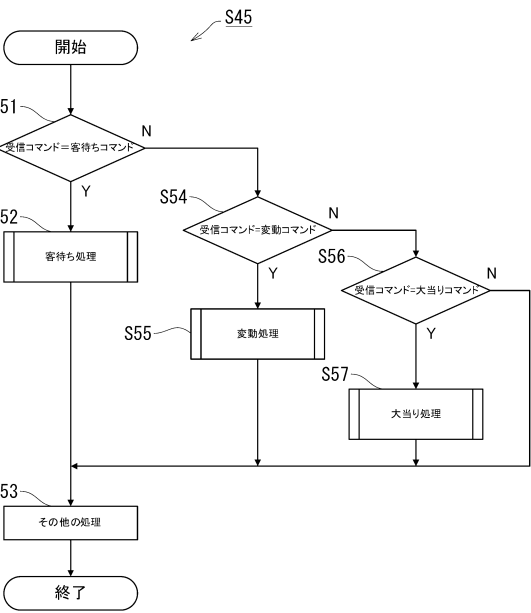 S45
開始
51
受信コマンド＝客待ちコマンド
N
Y
S54
受信コマンド=変動コマンド
N
Y
52
客待ち処理
S56
受信コマンド=大当りコマンド
N
Y
S55
変動処理
S57
大当り処理
53
その他の処理
終了